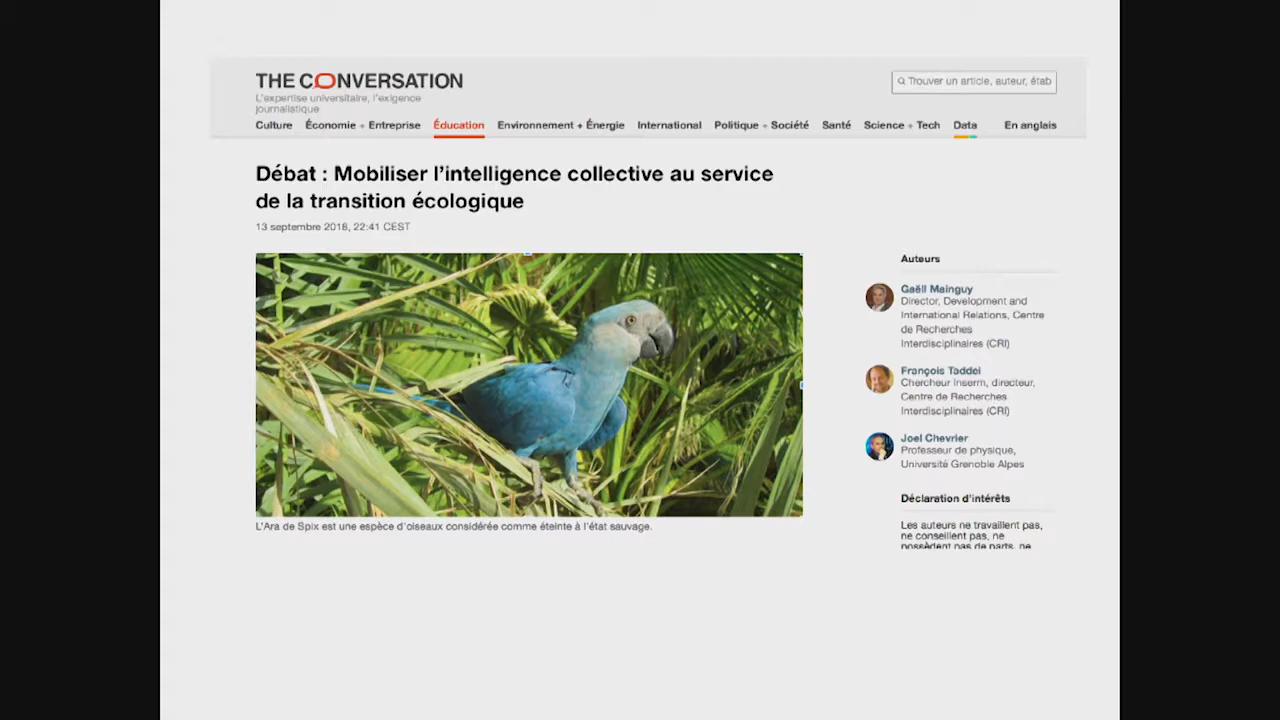 THE CONVERSATION
L'expertise universitaire, l'exigence
journalistique
Trouver un article, auteur, étab
Culture Économie + Entreprise Éducation Environnement + Énergie International Politique + Société Santé Science + Tech Data En anglais
Débat : Mobiliser l'intelligence collective au service
de la transition écologique
13 septembre 2018, 22:41 CEST
L'Ara de Spix est une espèce d'oiseaux considérée comme éteinte à l'état sauvage.
Auteurs
Gaëll Mainguy
Director, Development and
International Relations, Centre
de Recherches
Interdisciplinaires (CRI)
François Taddei
Chercheur Inserm, directeur,
Centre de Recherches
Interdisciplinaires (CRI)
Joel Chevrier
Professeur de physique,
Université Grenoble Alpes
Déclaration d'intérêts
Les auteurs ne travaillent pas,
ne conseillent pas, ne
possèdent pas de parts, ne